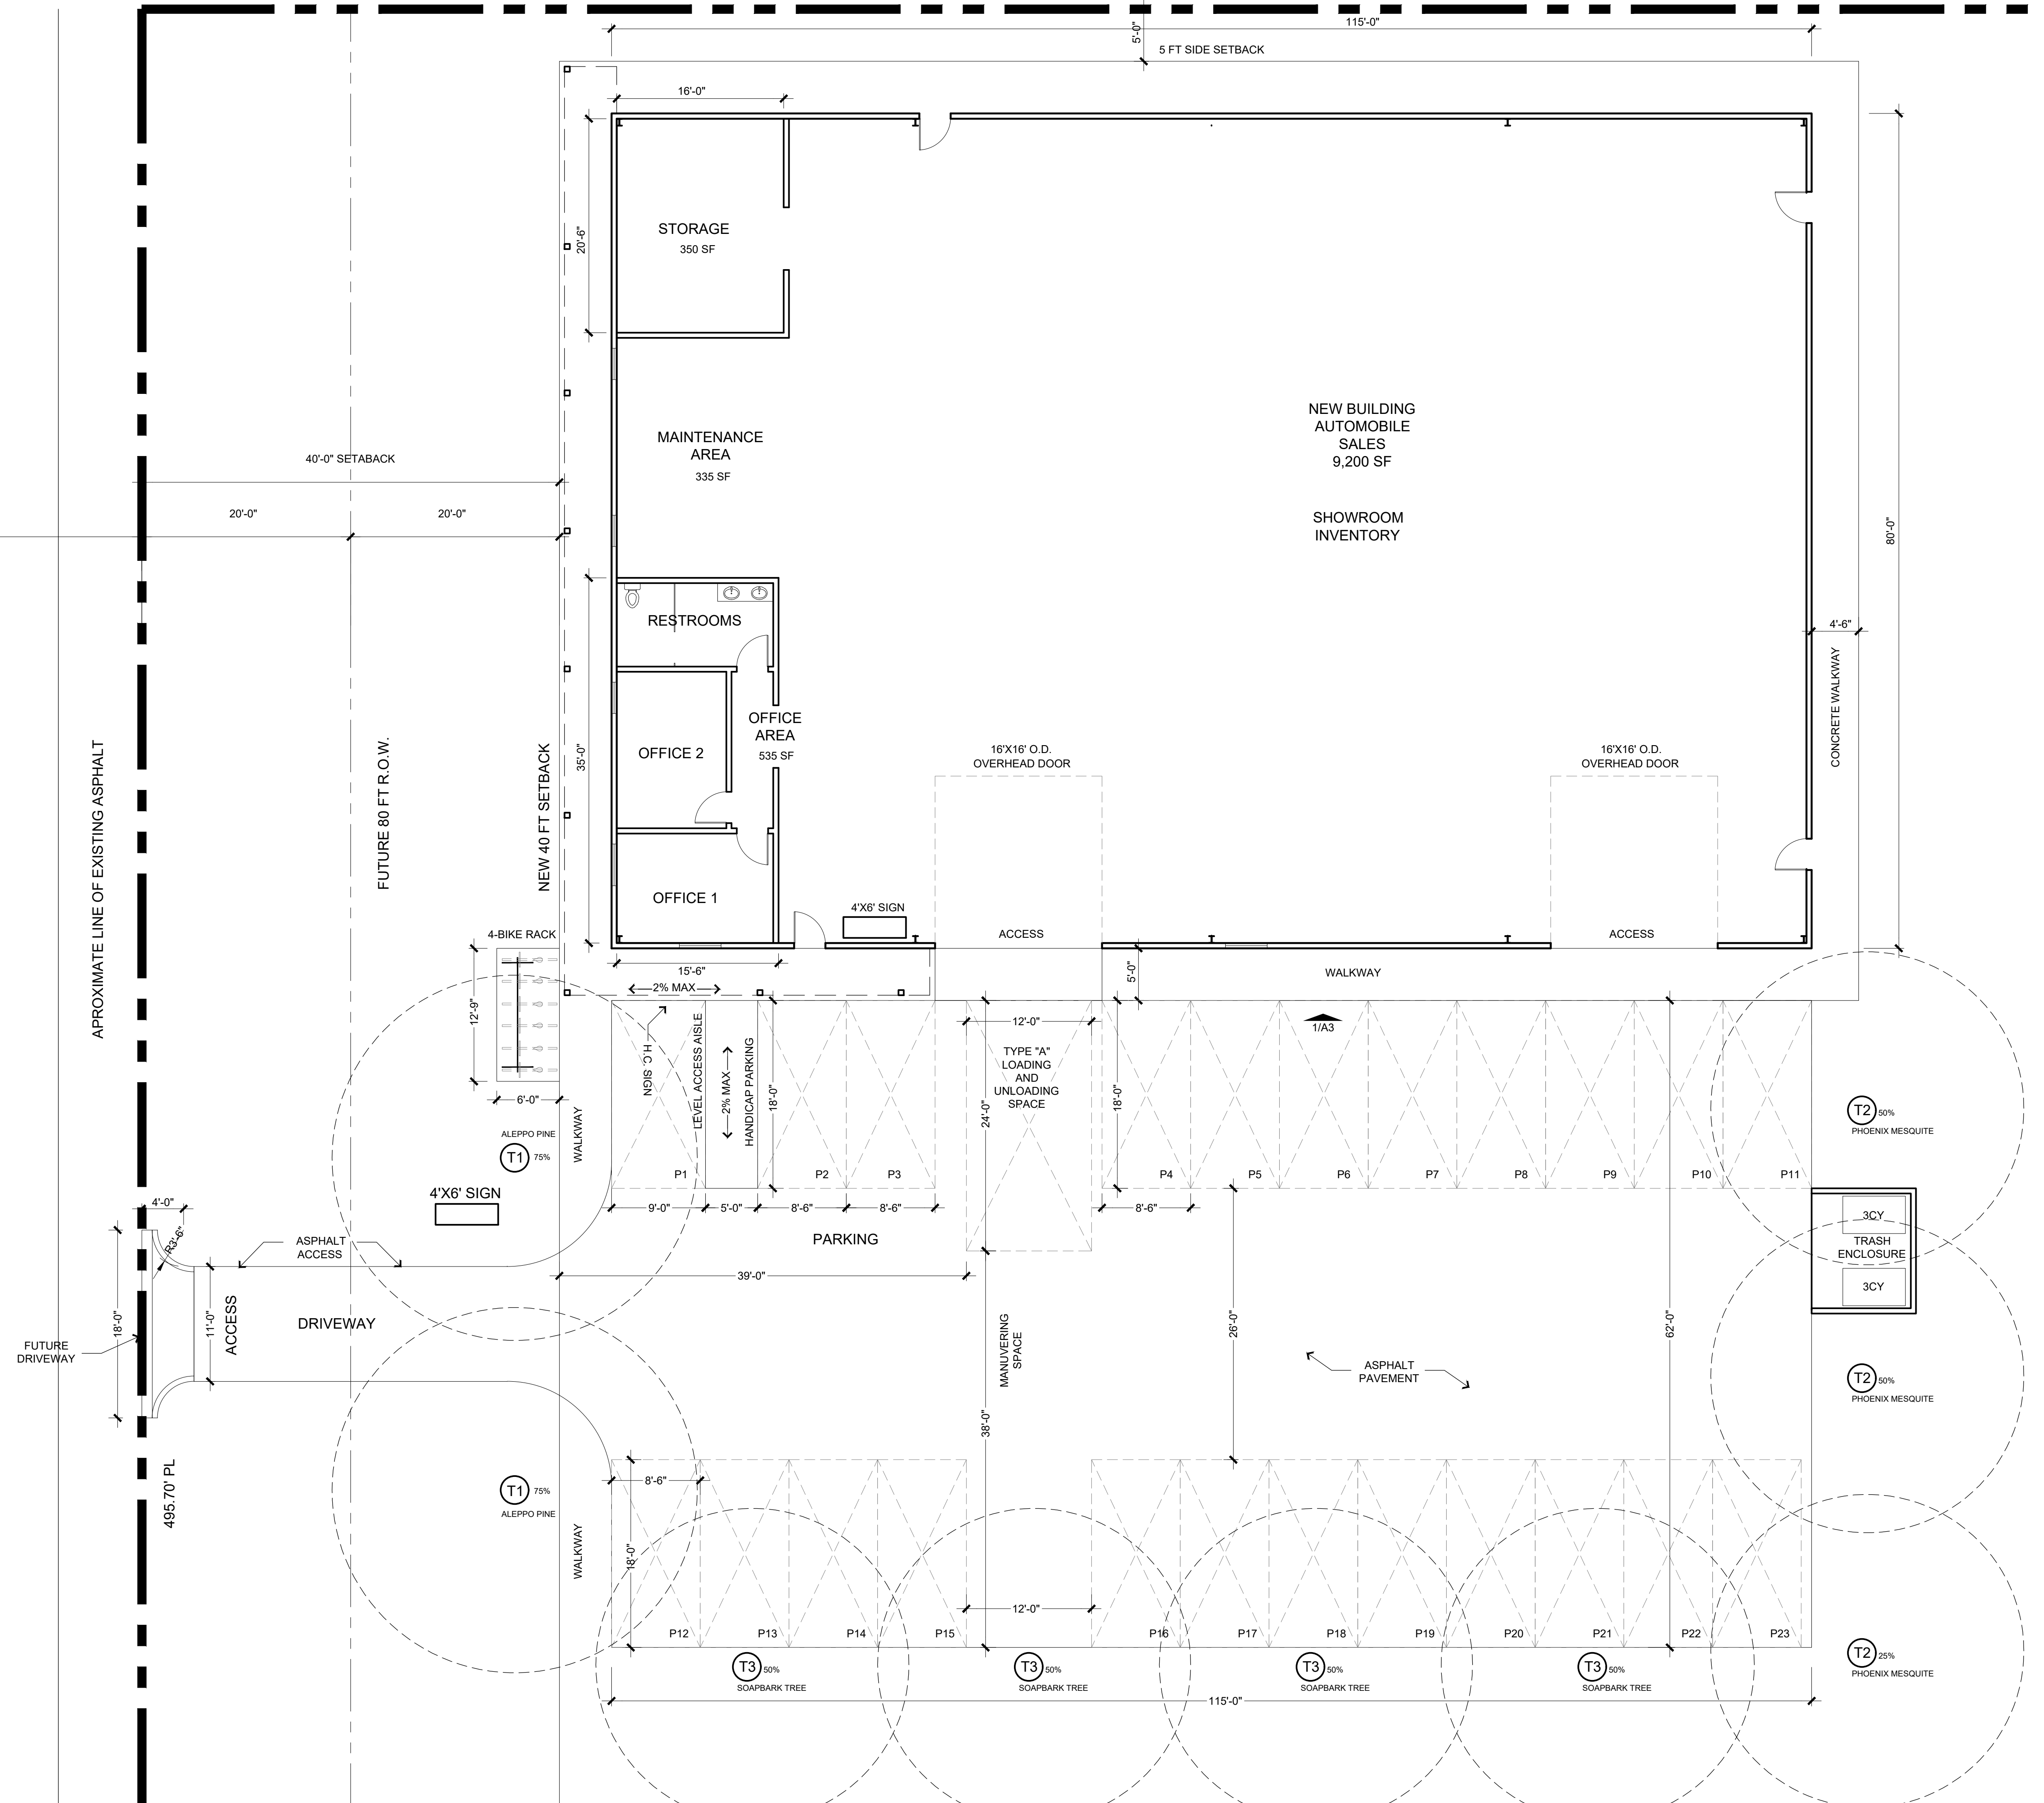 115'-0"
5'-0"
5 FT SIDE SETBACK
16'-0"
20'-6"
STORAGE
350 SF
MAINTENANCE
AREA
335 SF
NEW BUILDING
AUTOMOBILE
SALES
9,200 SF
SHOWROOM
INVENTORY
40'-0" SETABACK
20'-0"
20'-0"
80'-0"
4'-6"
CONCRETE WALKWAY
RESTROOMS
OFFICE 2
OFFICE
AREA
535 SF
OFFICE 1
35'-0"
APROXIMATE LINE OF EXISTING ASPHALT
FUTURE 80 FT R.O.W.
NEW 40 FT SETBACK
16'X16' O.D.
OVERHEAD DOOR
16'X16' O.D.
OVERHEAD DOOR
4'X6' SIGN
ACCESS
ACCESS
4-BIKE RACK
15'-6"
2% MAX
5'-0"
WALKWAY
12'-9"
6'-0"
WALKWAY
H.C. SIGN
LEVEL ACCESS AISLE
2% MAX
HANDICAP PARKING
18'-0"
12'-0"
TYPE "A"
LOADING
AND
UNLOADING
SPACE
24'-0"
18'-0"
1/A3
62'-0"
ALEPPO PINE
T1
75%
T2
50%
PHOENIX MESQUITE
P1
P2
P3
P4
P5
P6
P7
P8
P9
P10
P11
4'X6' SIGN
4'-0"
R3'-6"
9'-0"
5'-0"
8'-6"
8'-6"
8'-6"
PARKING
ASPHALT
ACCESS
39'-0"
3CY
TRASH
ENCLOSURE
3CY
18'-0"
11'-0"
ACCESS
DRIVEWAY
FUTURE
DRIVEWAY
MANUVERING
SPACE
26'-0"
ASPHALT
PAVEMENT
T2
50%
PHOENIX MESQUITE
38'-0"
495.70' PL
T1
75%
ALEPPO PINE
WALKWAY
8'-6"
18'-0"
12'-0"
P12
P13
P14
P15
P16
P17
P18
P19
P20
P21
P22
P23
T3
50%
SOAPBARK TREE
T3
50%
SOAPBARK TREE
T3
50%
SOAPBARK TREE
T3
50%
SOAPBARK TREE
T2
25%
PHOENIX MESQUITE
115'-0"